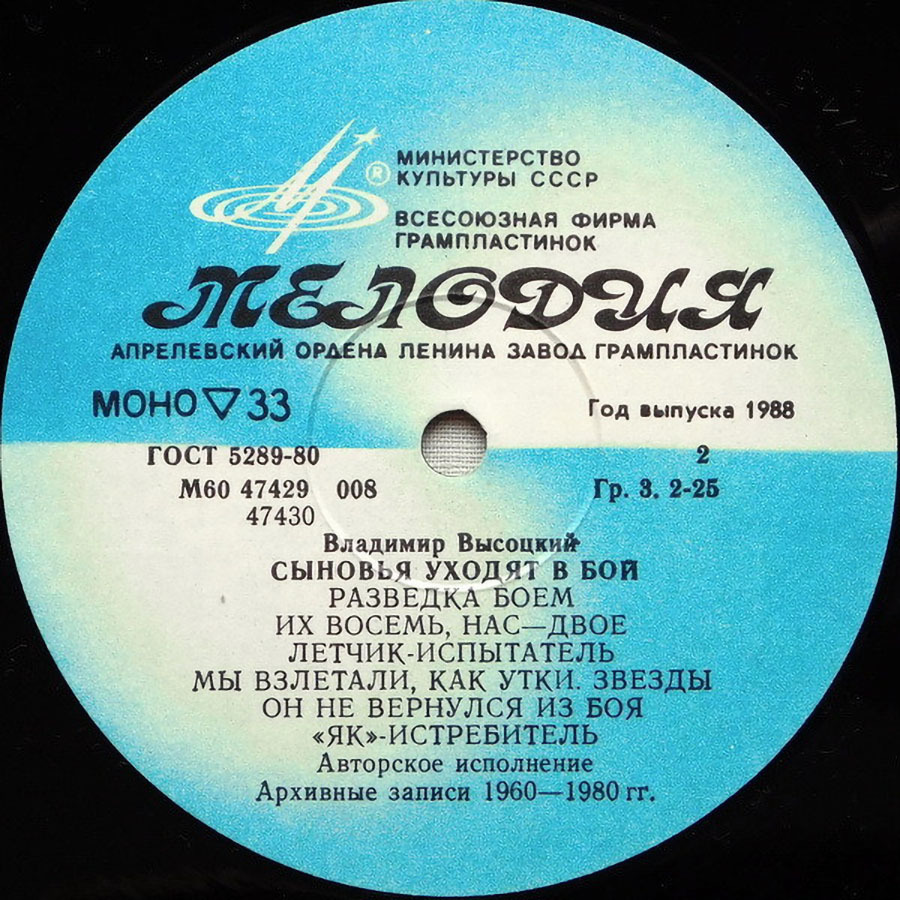 ® МИНИСТЕРСТВО
КУЛЬТУРЫ СССР
ВСЕСОЮЗНАЯ ФИРМА
ГРАМПЛАСТИНОК
МЕЛОДИЯ
АПРЕЛЕВСКИЙ ОРДЕНА ЛЕНИНА ЗАВОД ГРАМПЛАСТИНОК
МОНО ▽ 33
Год выпуска 1988
ГОСТ 5289-80
2
М60 47429 008
Гр. 3. 2-25
47430
Владимир Высоцкий
СЫНОВЬЯ УХОДЯТ В БОЙ
РАЗВЕДКА БОЕМ
ИХ ВОСЕМЬ, НАС—ДВОЕ
ЛЕТЧИК-ИСПЫТАТЕЛЬ
МЫ ВЗЛЕТАЛИ, КАК УТКИ. ЗВЕЗДЫ
ОН НЕ ВЕРНУЛСЯ ИЗ БОЯ
«ЯК»-ИСТРЕБИТЕЛЬ
Авторское исполнение
Архивные записи 1960—1980 гг.